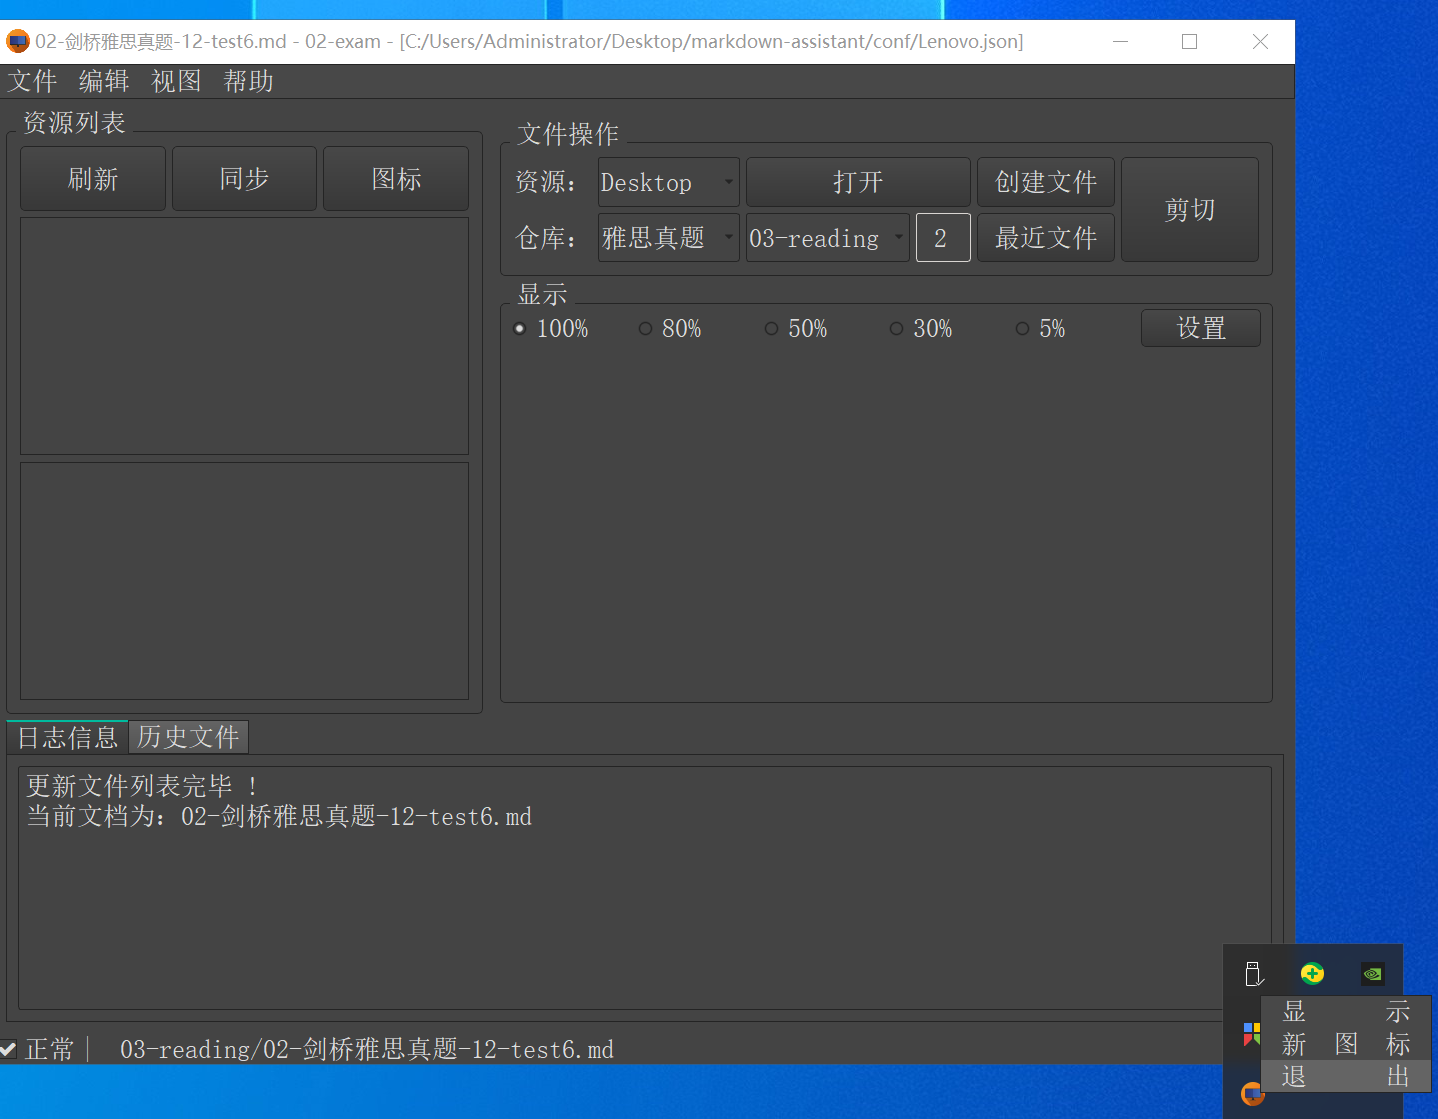 02-剑桥雅思真题-12-test6.md - 02-exam - [C:/Users/Administrator/Desktop/markdown-assistant/conf/Lenovo.json]
文件 编辑 视图 帮助
资源列表
刷新 同步 图标
文件操作
资源: Desktop 打开 创建文件 剪切
仓库: 雅思真题 03-reading 2 最近文件
显示
100% 80% 50% 30% 5% 设置
日志信息 历史文件
更新文件列表完毕 !
当前文档为: 02-剑桥雅思真题-12-test6.md
正常 03-reading/02-剑桥雅思真题-12-test6.md
显 示
新 图 标
退 出